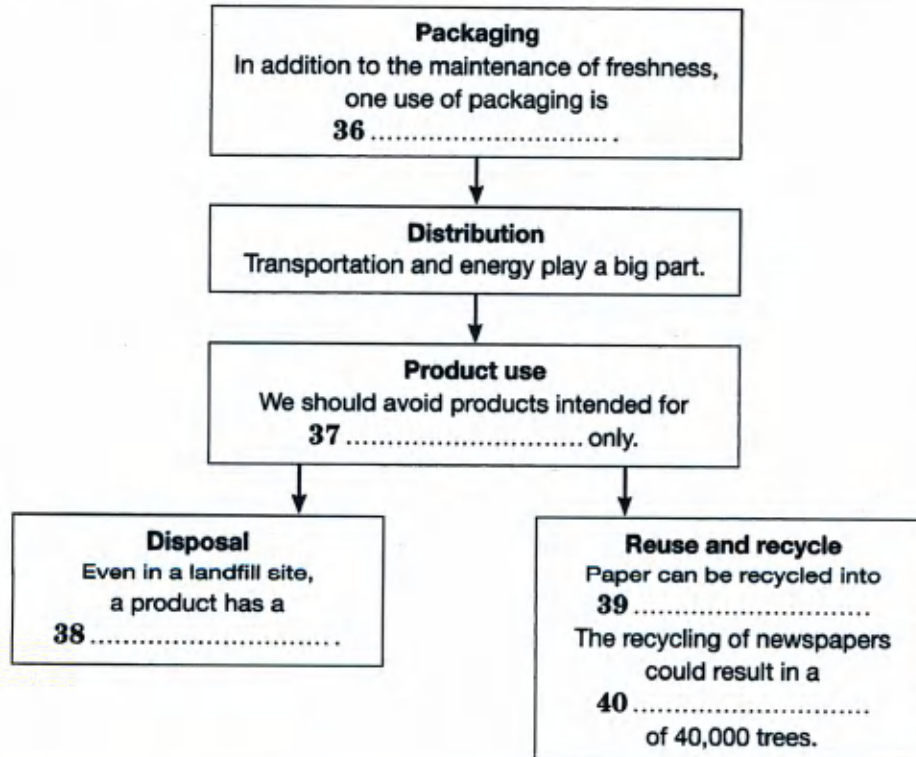 Packaging
In addition to the maintenance of freshness,
one use of packaging is
36 ..............................
Distribution
Transportation and energy play a big part.
Product use
We should avoid products intended for
37 ............................. only.
Disposal
Even in a landfill site,
a product has a
38 ..............................
Reuse and recycle
Paper can be recycled into
39 .............................
The recycling of newspapers
could result in a
40 .............................
of 40,000 trees.